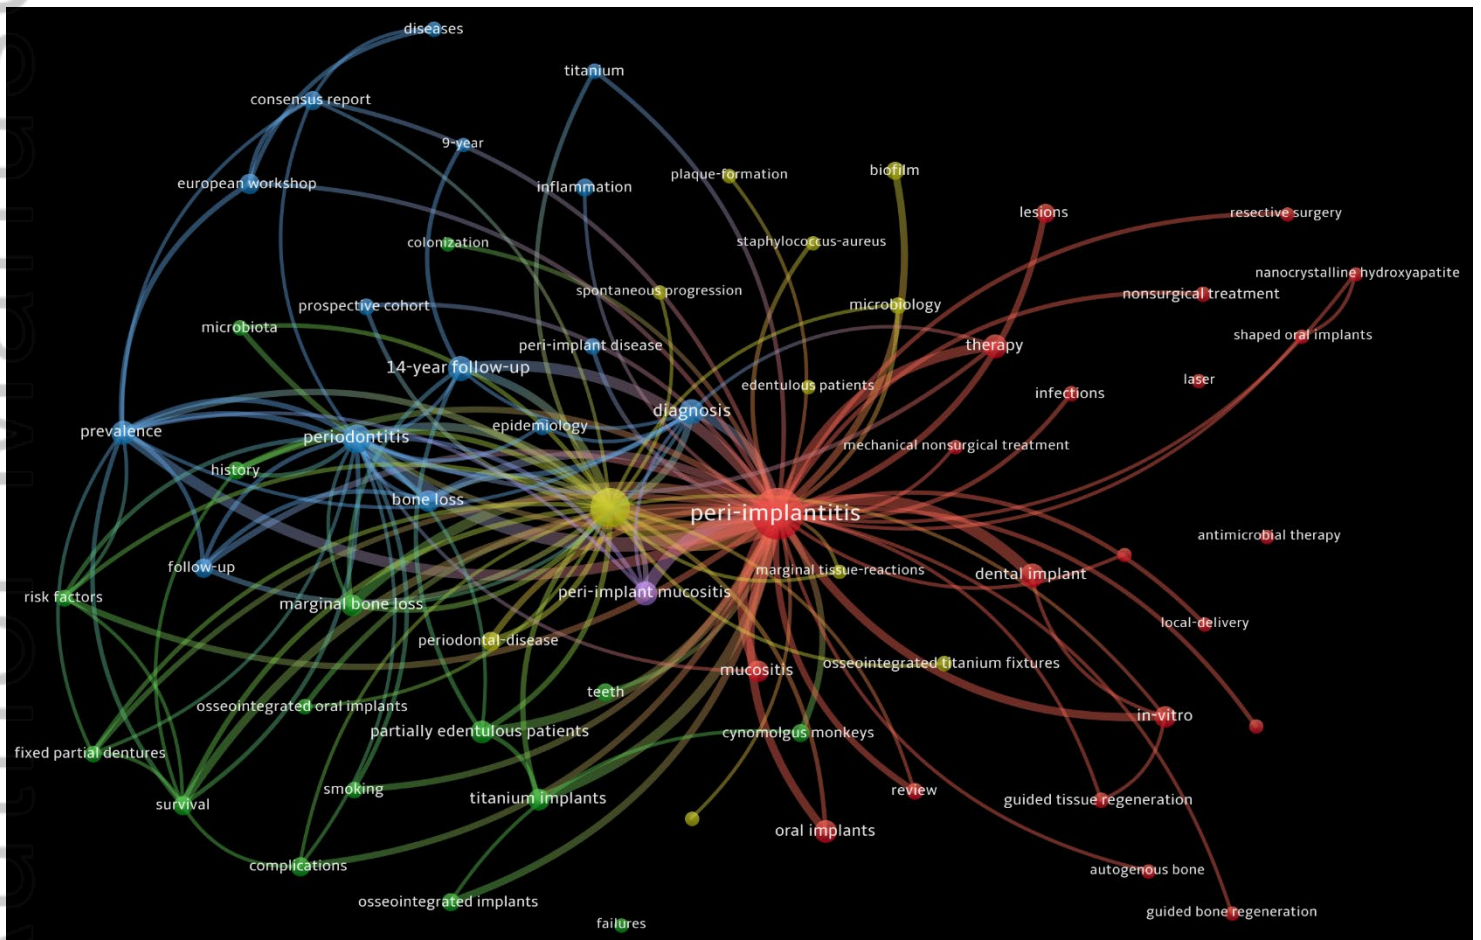 diseases
titanium
consensus report
9-year
european workshop
inflammation
plaque-formation
biofilm
lesions
resective surgery
colonization
staphylococcus-aureus
nanocrystalline hydroxyapatite
spontaneous progression
nonsurgical treatment
prospective cohort
microbiology
microbiota
shaped oral implants
peri-implant disease
therapy
14-year follow-up
laser
edentulous patients
infections
diagnosis
epidemiology
prevalence
periodontitis
mechanical nonsurgical treatment
history
bone loss
peri-implantitis
antimicrobial therapy
follow-up
marginal tissue-reactions
dental implant
peri-implant mucositis
risk factors
marginal bone loss
local-delivery
periodontal-disease
osseointegrated titanium fixtures
mucositis
teeth
osseointegrated oral implants
in-vitro
partially edentulous patients
cynomolgus monkeys
fixed partial dentures
smoking
review
titanium implants
guided tissue regeneration
survival
oral implants
complications
autogenous bone
osseointegrated implants
guided bone regeneration
failures